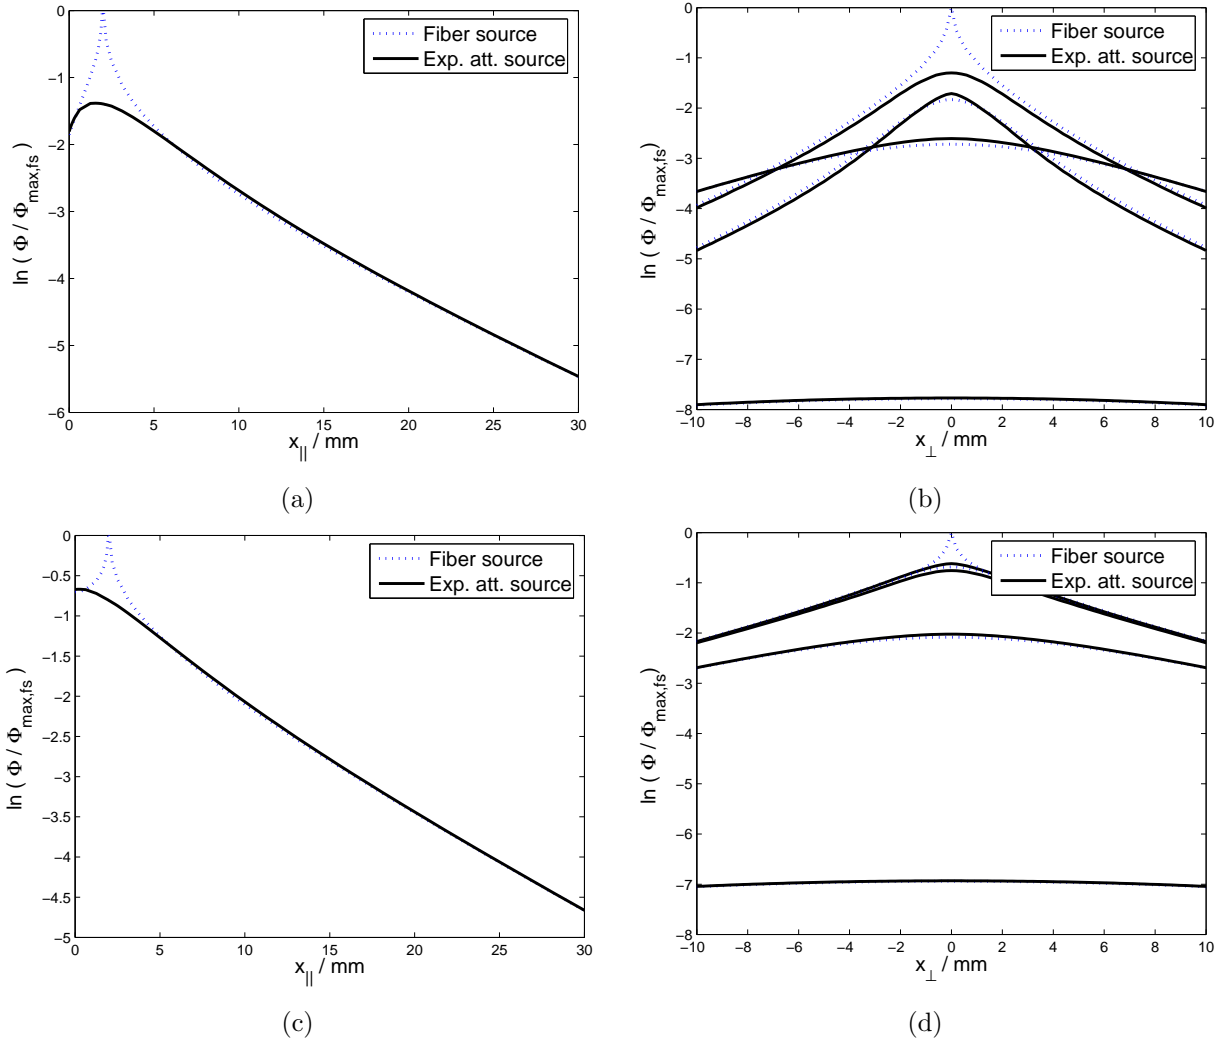 0
−1
−2
−3
−4
−5
−6
0 5 10 15 20 25 30
x|| / mm
ln ( Φ / Φmax,fs )
Fiber source
Exp. att. source
(a)
0
−1
−2
−3
−4
−5
−6
−7
−8
−10 −8 −6 −4 −2 0 2 4 6 8 10
x⊥ / mm
ln ( Φ / Φmax,fs )
Fiber source
Exp. att. source
(b)
0
−0.5
−1
−1.5
−2
−2.5
−3
−3.5
−4
−4.5
−5
0 5 10 15 20 25 30
x|| / mm
ln ( Φ / Φmax,fs )
Fiber source
Exp. att. source
(c)
0
−1
−2
−3
−4
−5
−6
−7
−8
−10 −8 −6 −4 −2 0 2 4 6 8 10
x⊥ / mm
ln ( Φ / Φmax,fs )
Fiber source
Exp. att. source
(d)